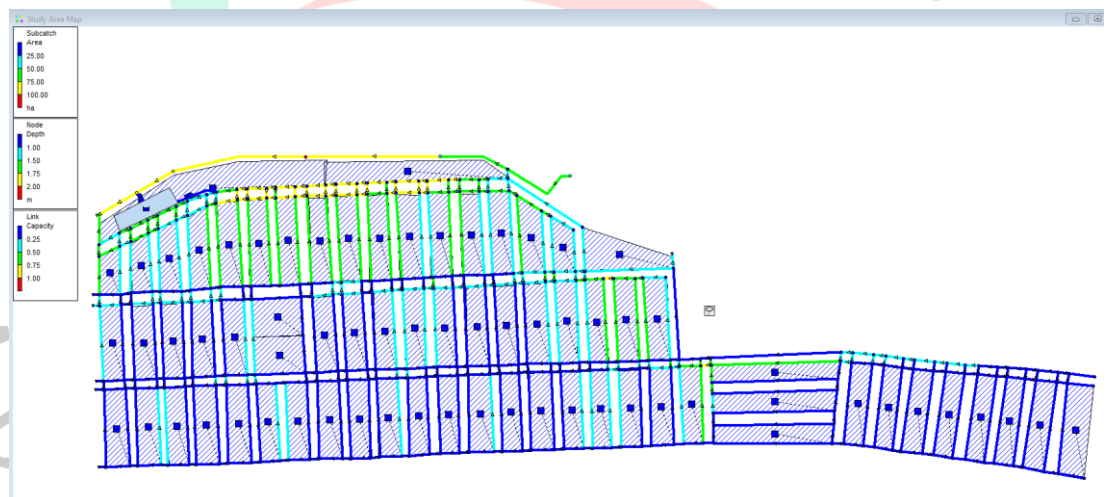 Study Area Map
Subcatch
Area
25.00
50.00
75.00
100.00
ha
Node
Depth
1.00
1.50
1.75
2.00
m
Link
Capacity
0.25
0.50
0.75
1.00